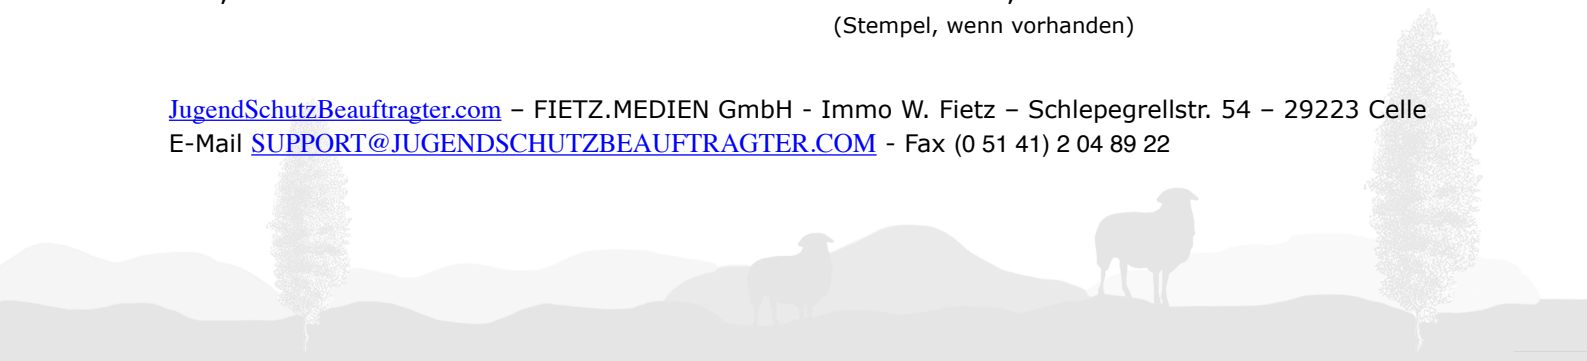 (Stempel, wenn vorhanden)
JugendSchutzBeauftragter.com – FIETZ.MEDIEN GmbH - Immo W. Fietz – Schlepegrellstr. 54 – 29223 Celle
E-Mail SUPPORT@JUGENDSCHUTZBEAUFTRAGTER.COM - Fax (0 51 41) 2 04 89 22